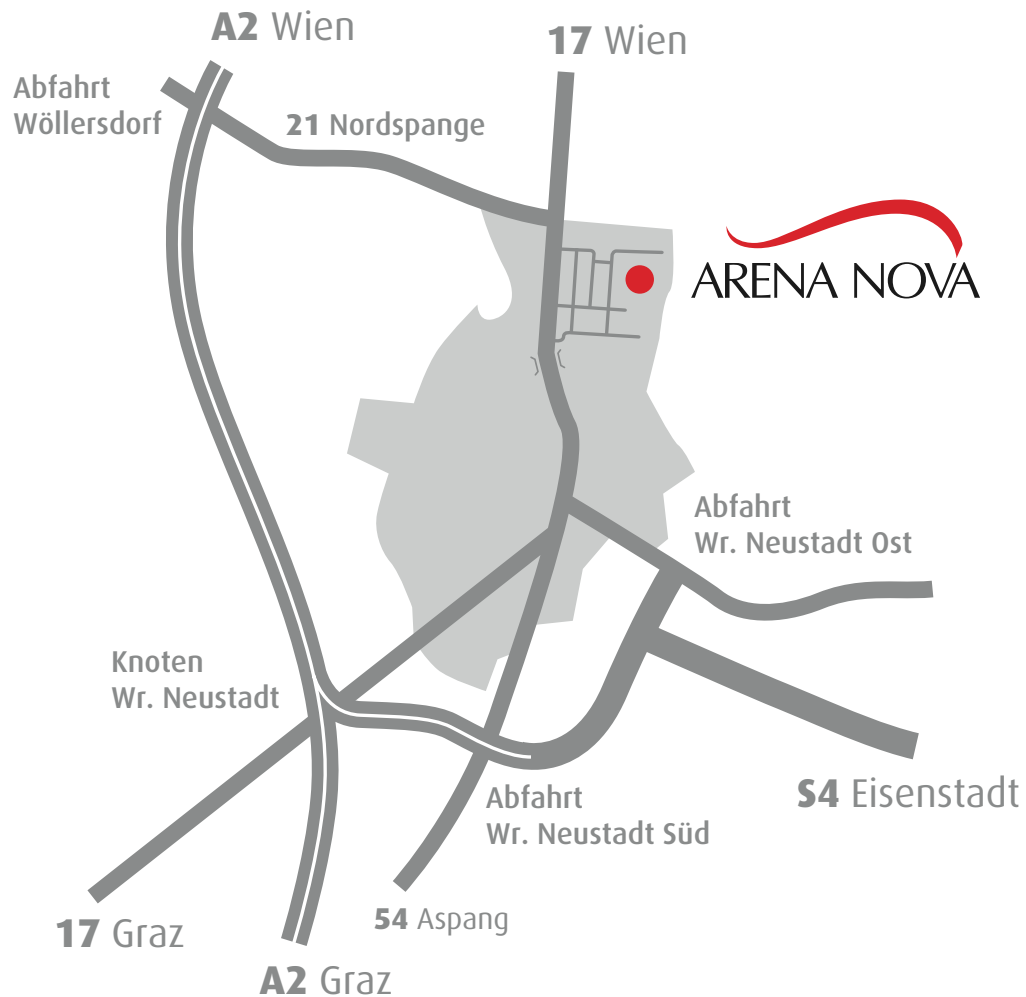 A2 Wien
17 Wien
Abfahrt
Wöllersdorf
21 Nordspange
ARENA NOVA
Abfahrt
Wr. Neustadt Ost
Knoten
Wr. Neustadt
S4 Eisenstadt
Abfahrt
Wr. Neustadt Süd
17 Graz
54 Aspang
A2 Graz